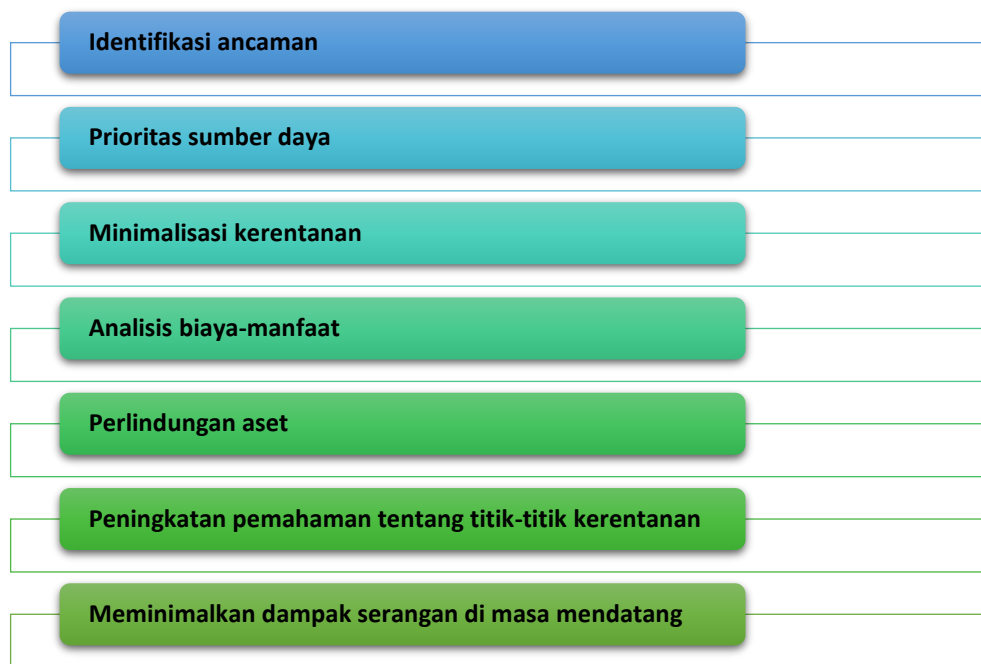 Identifikasi ancaman
Prioritas sumber daya
Minimalisasi kerentanan
Analisis biaya-manfaat
Perlindungan aset
Peningkatan pemahaman tentang titik-titik kerentanan
Meminimalkan dampak serangan di masa mendatang